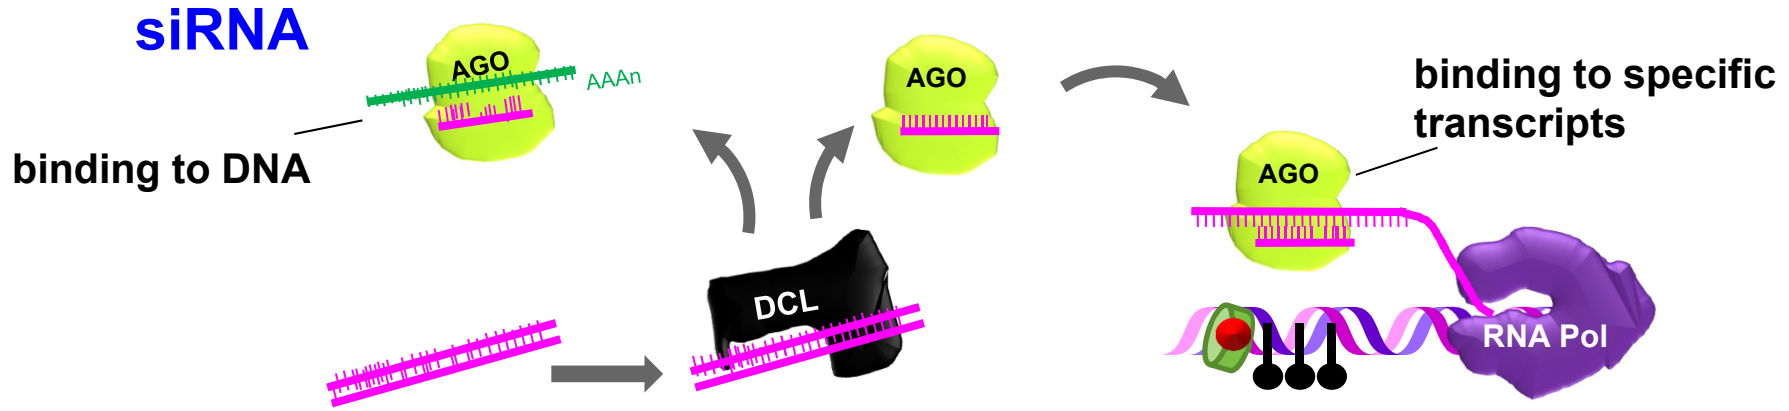 siRNA
AGO
AAAn
binding to DNA
AGO
binding to specific
transcripts
AGO
DCL
RNA Pol